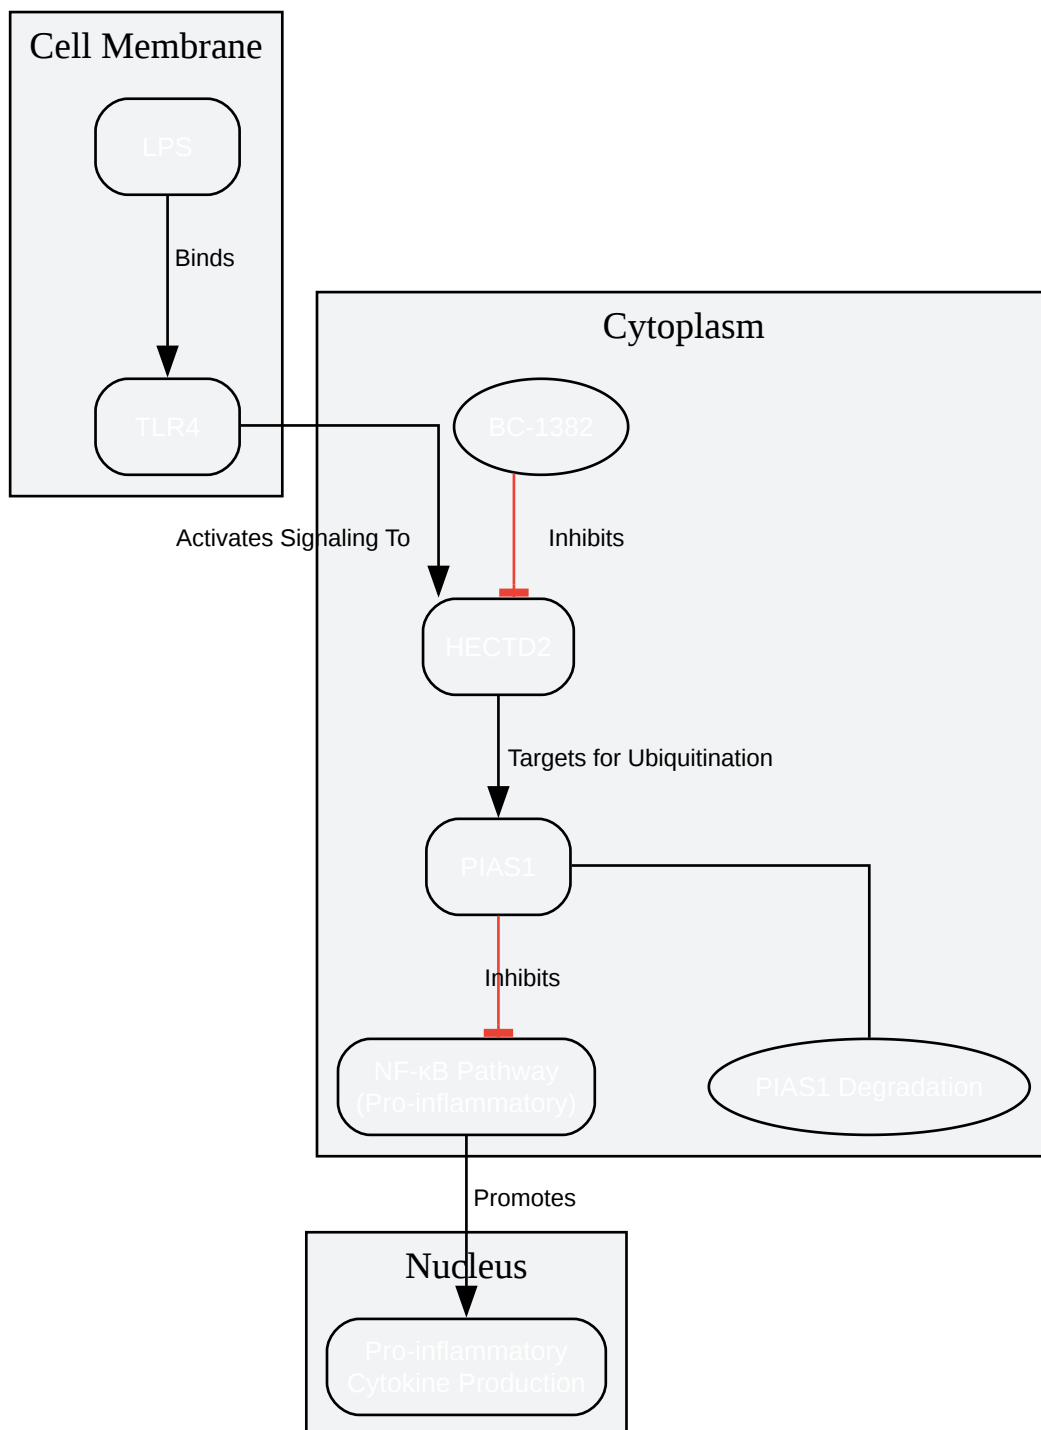 Cell Membrane
LPS
Binds
Cytoplasm
TLR4
BC-1382
Activates Signaling To
Inhibits
HECTD2
Targets for Ubiquitination
PIAS1
Inhibits
NF-κB Pathway
(Pro-inflammatory)
PIAS1 Degradation
Promotes
Nucleus
Pro-inflammatory
Cytokine Production